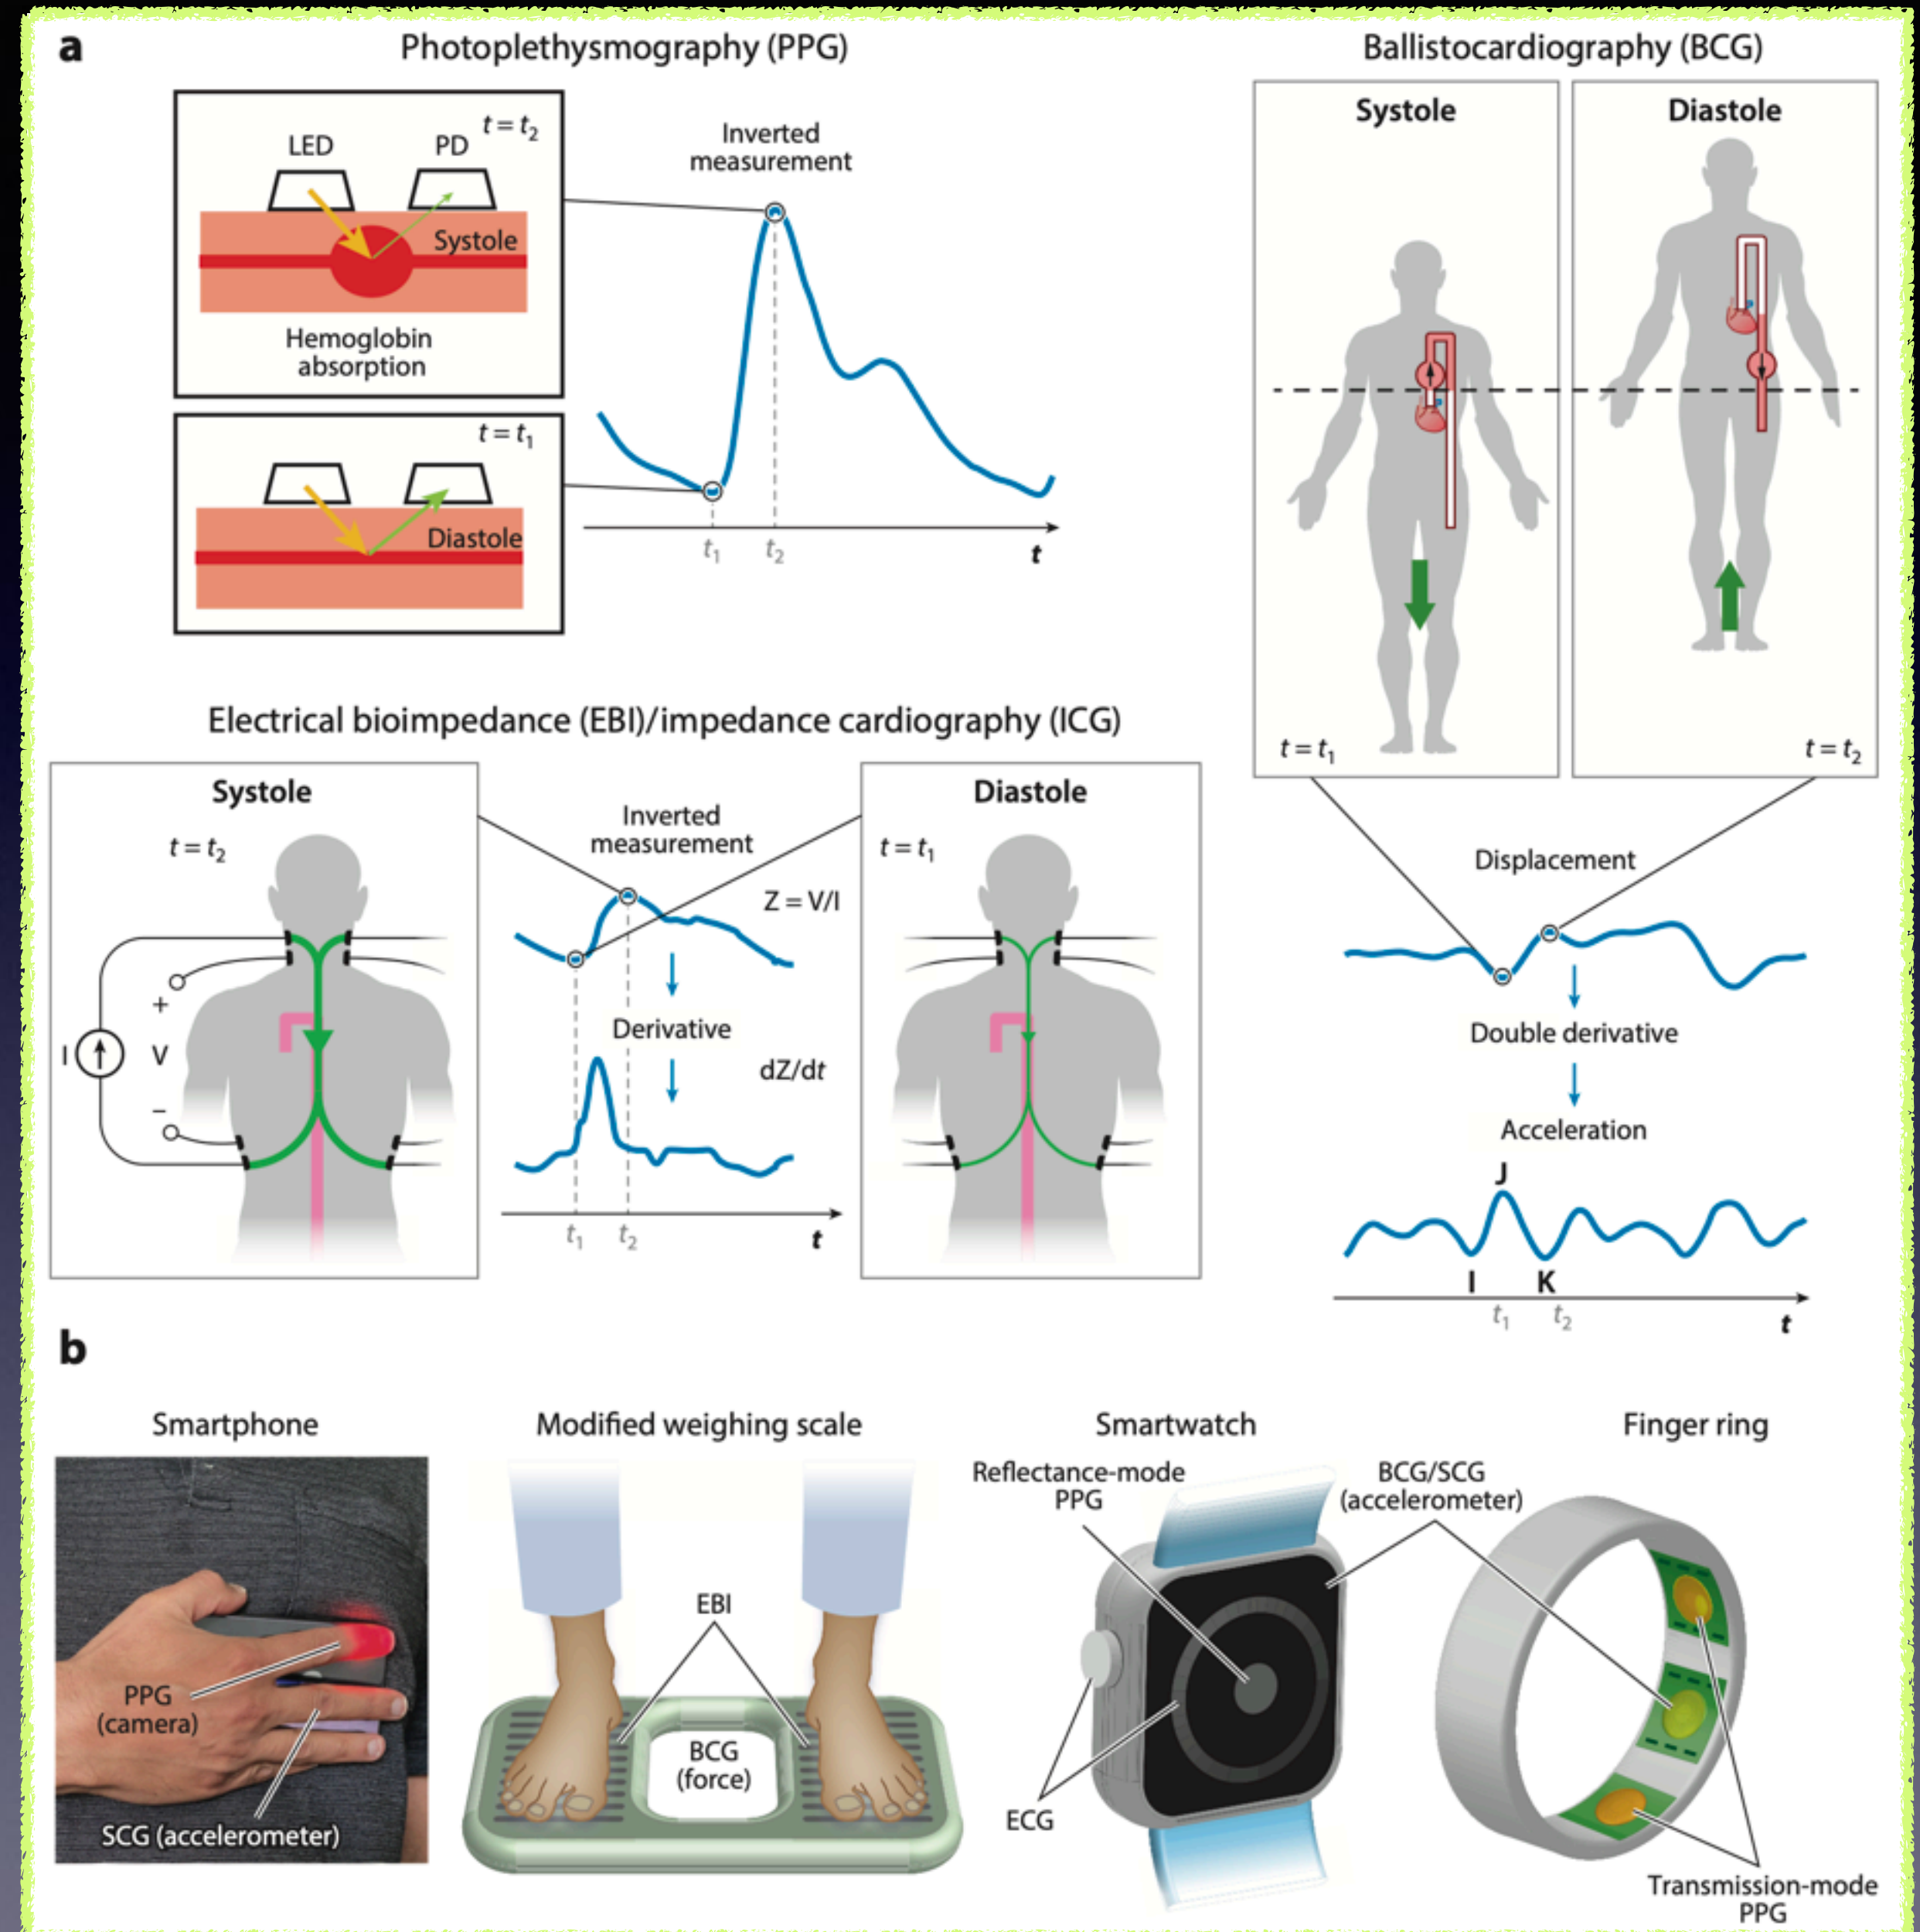 a
Photoplethysmography (PPG)
t = t2
LED
PD
Systole
Hemoglobin
absorption
t = t1
Diastole
Inverted
measurement
t1
t2
t
Ballistocardiography (BCG)
Systole
t = t1
Diastole
t = t2
Displacement
Double derivative
Acceleration
J
I
K
t1
t2
t
Electrical bioimpedance (EBI)/impedance cardiography (ICG)
Systole
t = t2
+
I
V
−
Inverted
measurement
Z = V/I
Derivative
dZ/dt
t1
t2
t
Diastole
t = t1
b
Smartphone
PPG
(camera)
SCG (accelerometer)
Modified weighing scale
EBI
BCG
(force)
Smartwatch
Reflectance-mode
PPG
ECG
BCG/SCG
(accelerometer)
Finger ring
Transmission-mode
PPG